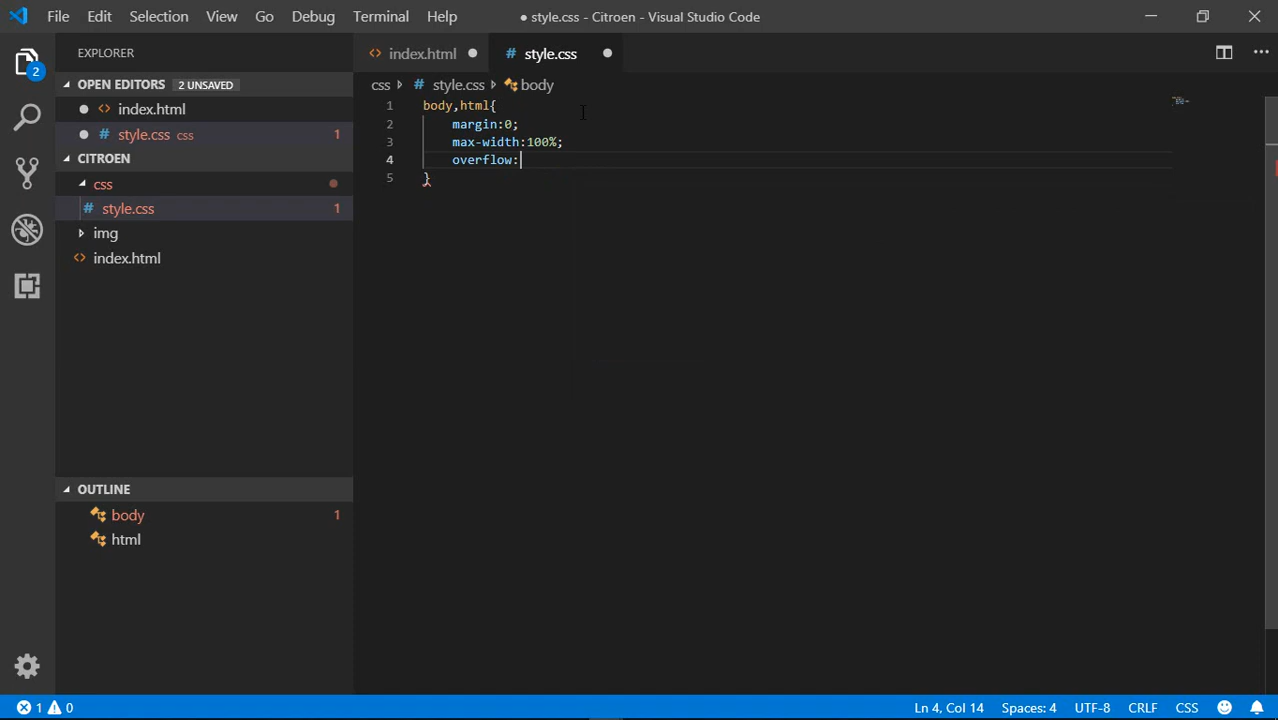 File Edit Selection View Go Debug Terminal Help ● style.css - Citroen - Visual Studio Code
EXPLORER
OPEN EDITORS 2 UNSAVED
index.html
style.css css 1
CITROEN
css
style.css 1
img
index.html
OUTLINE
body 1
html
2
index.html style.css
css style.css body
1 body,html{
2 margin:0;
3 max-width:100%;
4 overflow:
5 }
1 0 Ln 4, Col 14 Spaces: 4 UTF-8 CRLF CSS